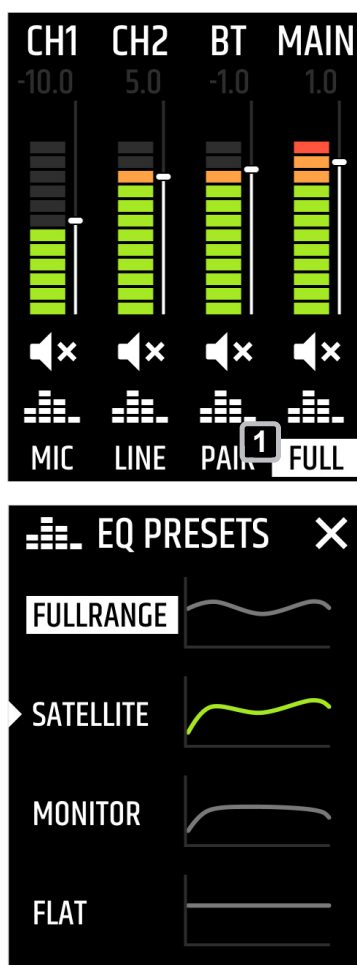 CH1 CH2 BT MAIN
-10.0 5.0 -1.0 1.0
MIC LINE PAIR 1 FULL
EQ PRESETS
FULLRANGE
SATELLITE
MONITOR
FLAT